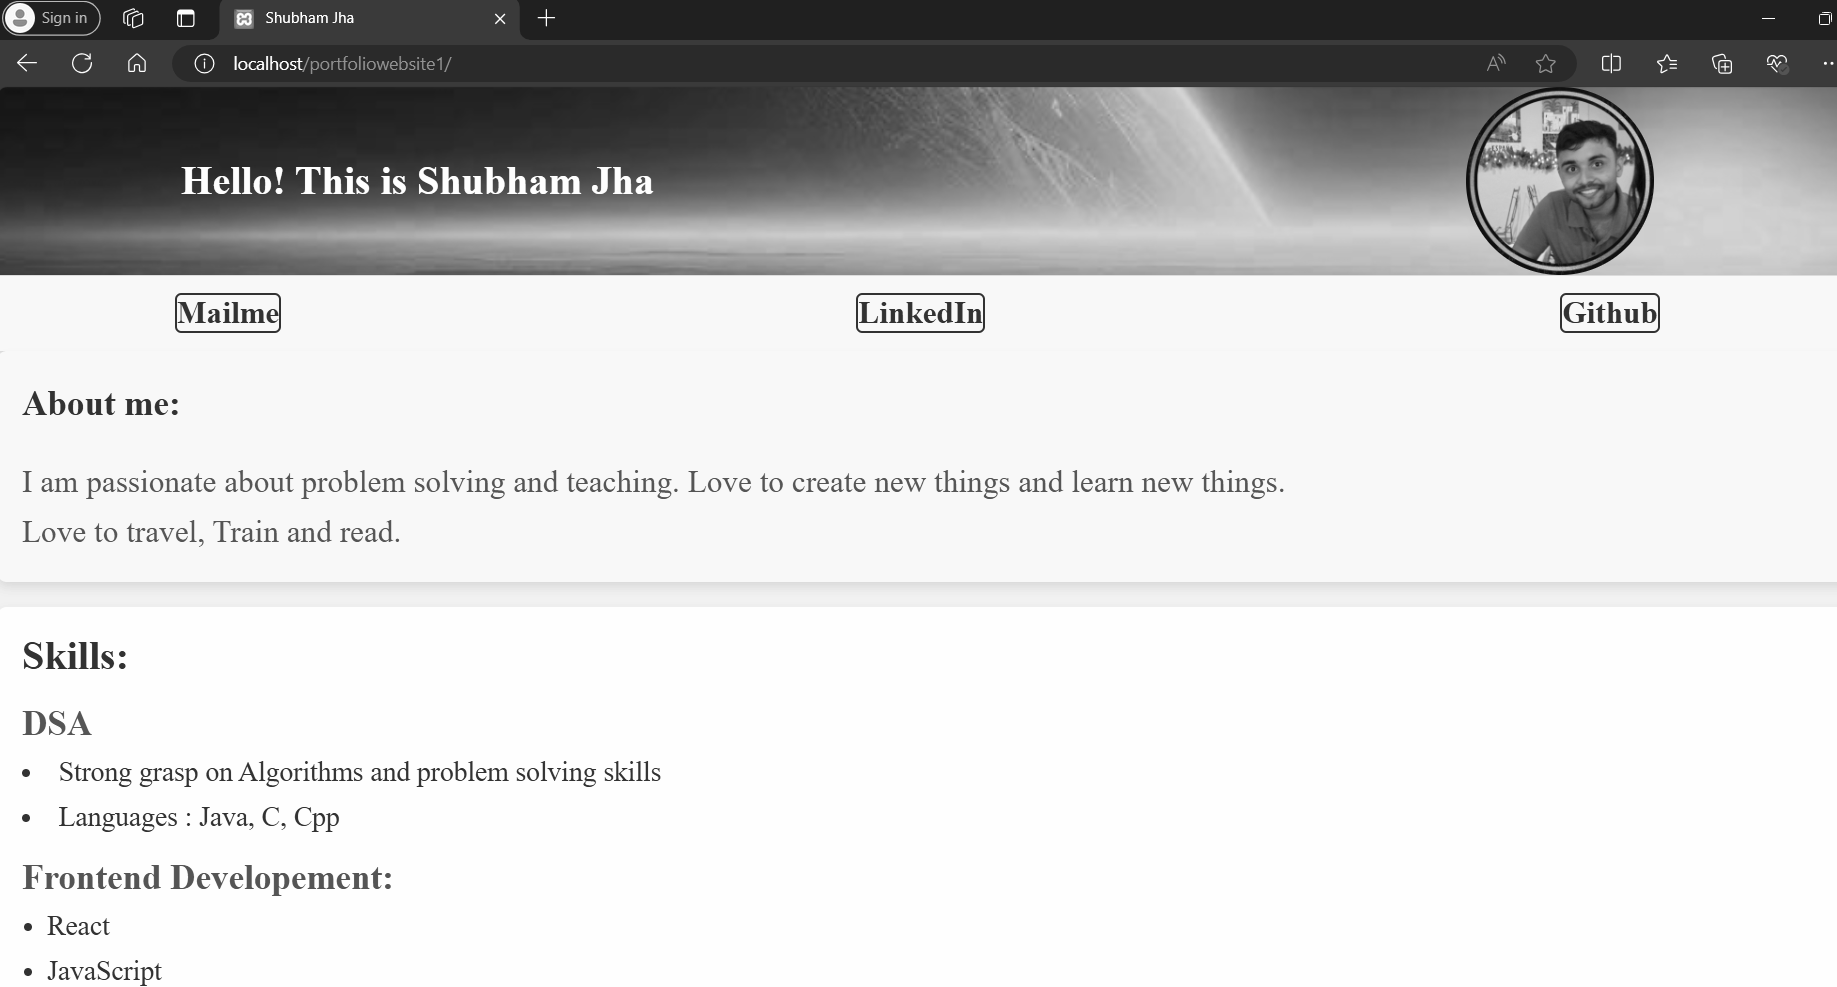 Sign in
Shubham Jha
localhost/portfoliowebsite1/
Hello! This is Shubham Jha
Mailme
LinkedIn
Github
About me:
I am passionate about problem solving and teaching. Love to create new things and learn new things.
Love to travel, Train and read.
Skills:
DSA
• Strong grasp on Algorithms and problem solving skills
• Languages : Java, C, Cpp
Frontend Developement:
• React
• JavaScript